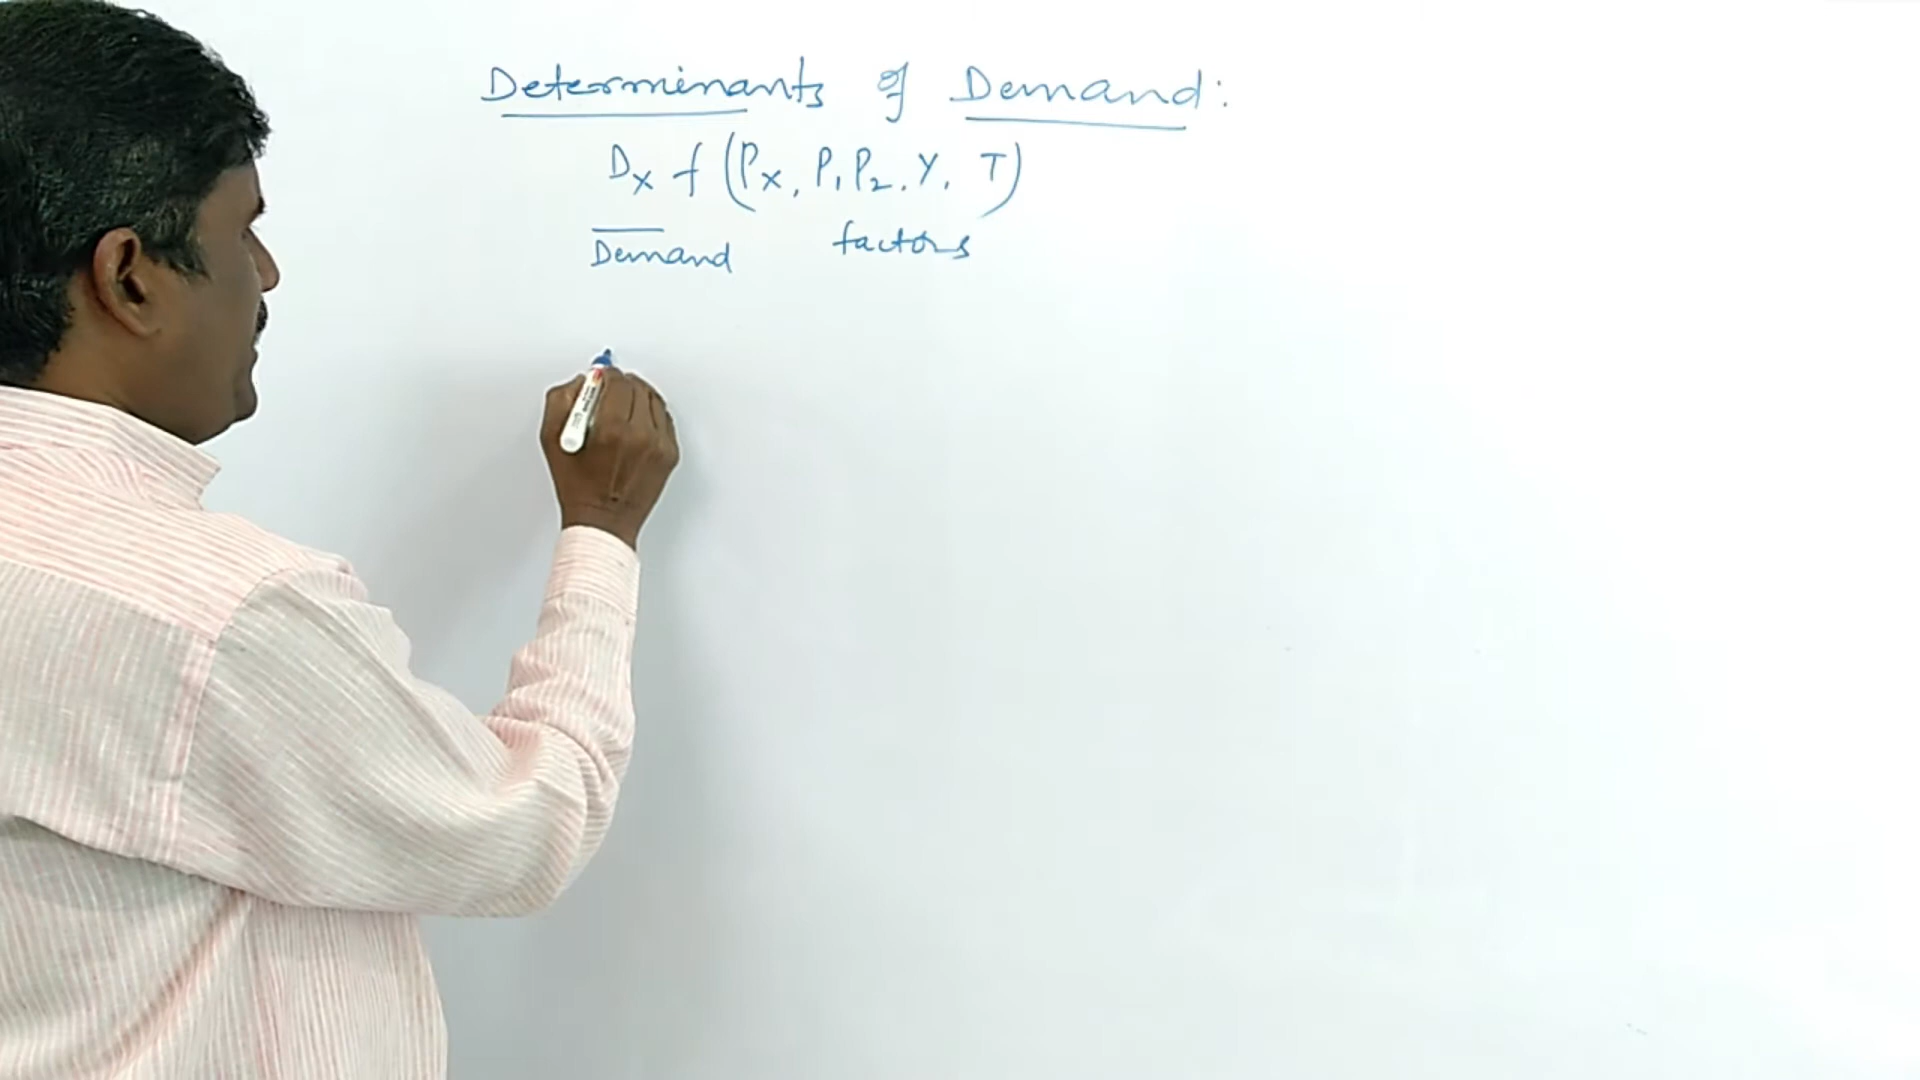 Determinants of Demand:
Dx f (Px, P1 P2, Y, T)
Demand factors